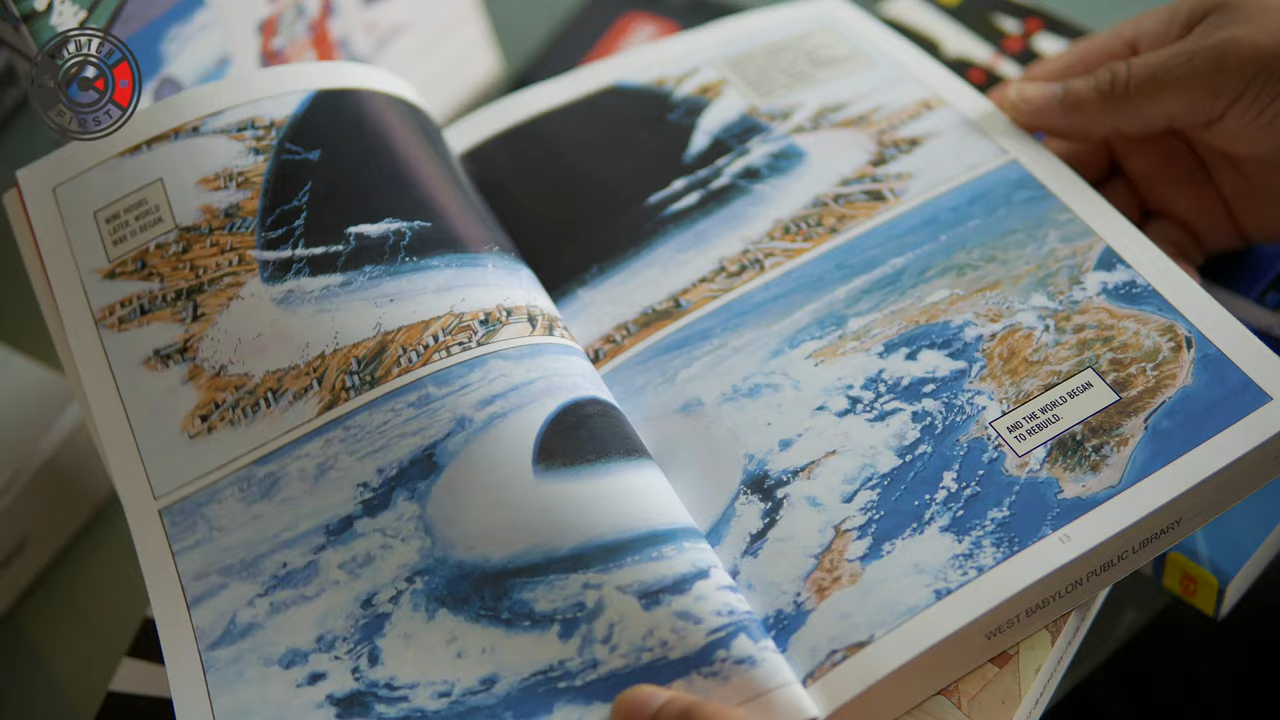 CLUTCH
FIRST
NINE HOURS
LATER, WORLD
WAR III BEGAN.
AND THE WORLD BEGAN
TO REBUILD.
13
WEST BABYLON PUBLIC LIBRARY